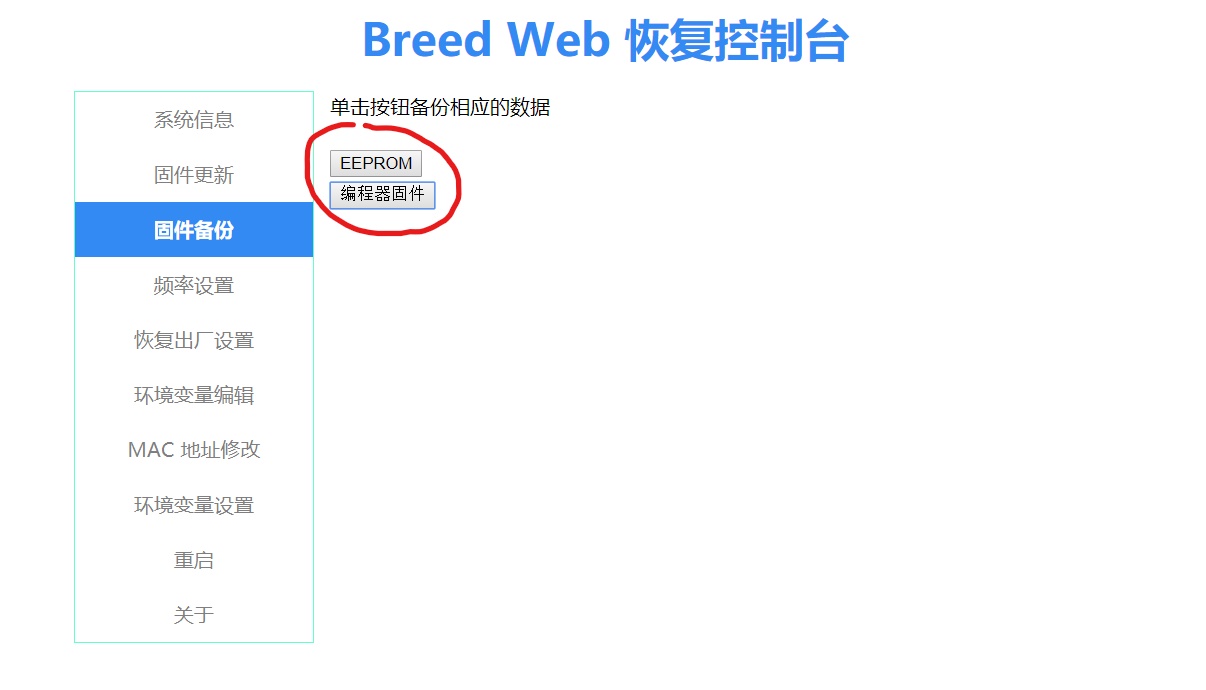 Breed Web 恢复控制台
系统信息
固件更新
固件备份
频率设置
恢复出厂设置
环境变量编辑
MAC 地址修改
环境变量设置
重启
关于
单击按钮备份相应的数据
EEPROM
编程器固件